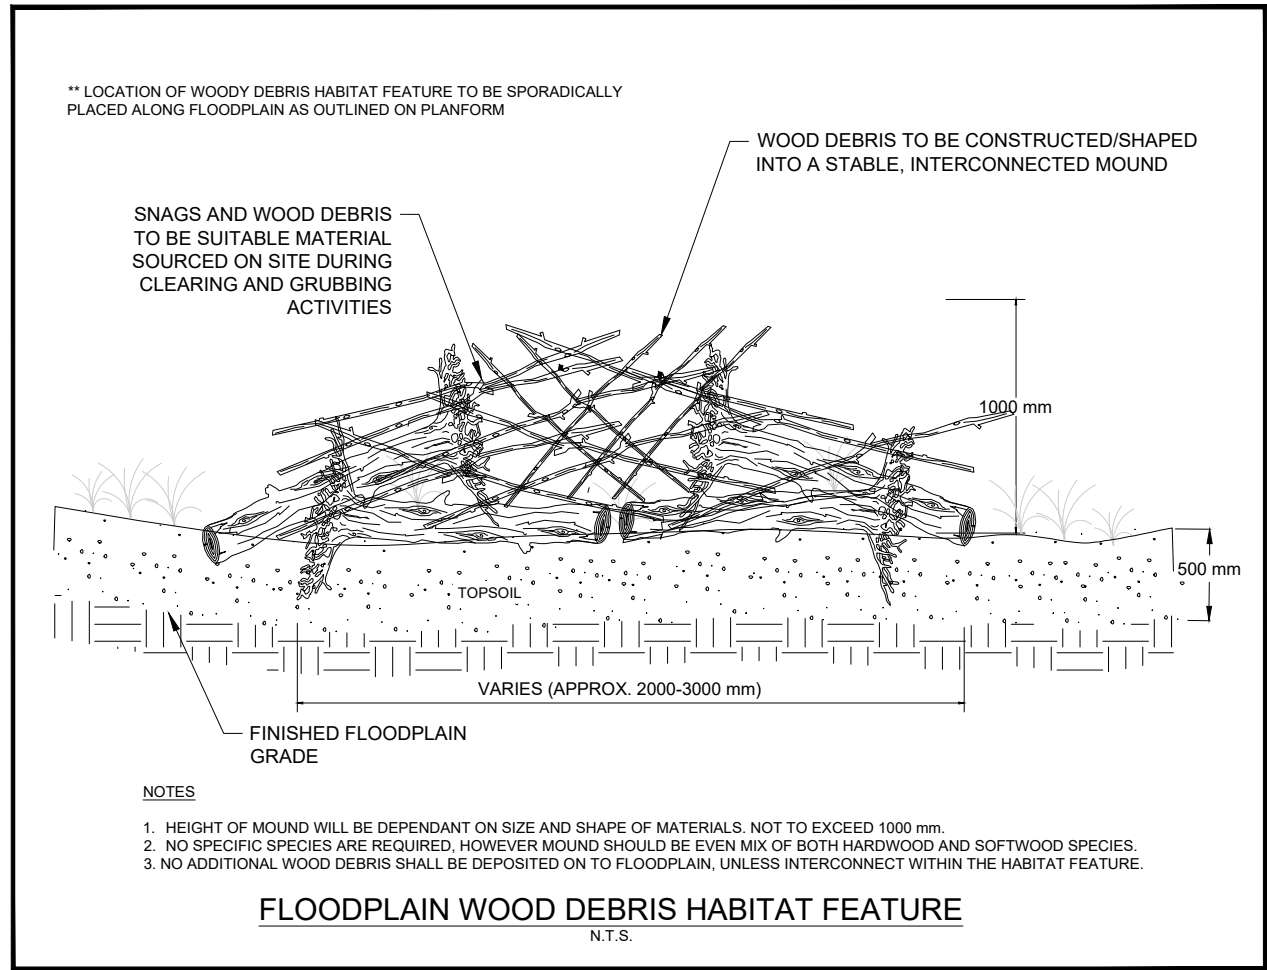 ** LOCATION OF WOODY DEBRIS HABITAT FEATURE TO BE SPORADICALLY
PLACED ALONG FLOODPLAIN AS OUTLINED ON PLANFORM
WOOD DEBRIS TO BE CONSTRUCTED/SHAPED
INTO A STABLE, INTERCONNECTED MOUND
SNAGS AND WOOD DEBRIS
TO BE SUITABLE MATERIAL
SOURCED ON SITE DURING
CLEARING AND GRUBBING
ACTIVITIES
1000 mm
500 mm
TOPSOIL
VARIES (APPROX. 2000-3000 mm)
FINISHED FLOODPLAIN
GRADE
NOTES
1. HEIGHT OF MOUND WILL BE DEPENDANT ON SIZE AND SHAPE OF MATERIALS. NOT TO EXCEED 1000 mm.
2. NO SPECIFIC SPECIES ARE REQUIRED, HOWEVER MOUND SHOULD BE EVEN MIX OF BOTH HARDWOOD AND SOFTWOOD SPECIES.
3. NO ADDITIONAL WOOD DEBRIS SHALL BE DEPOSITED ON TO FLOODPLAIN, UNLESS INTERCONNECT WITHIN THE HABITAT FEATURE.
FLOODPLAIN WOOD DEBRIS HABITAT FEATURE
N.T.S.